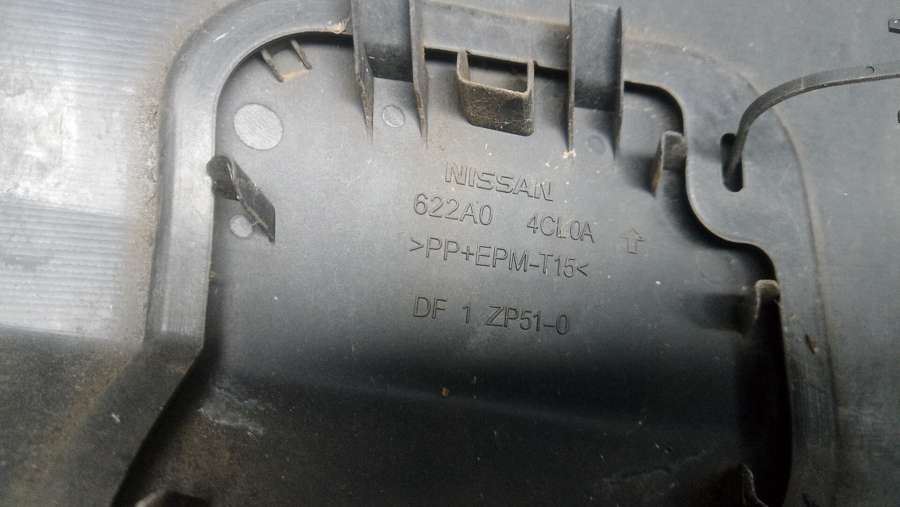 NISSAN
622A0 4CL0A
>PP+EPM-T15<
DF 1 ZP51-0